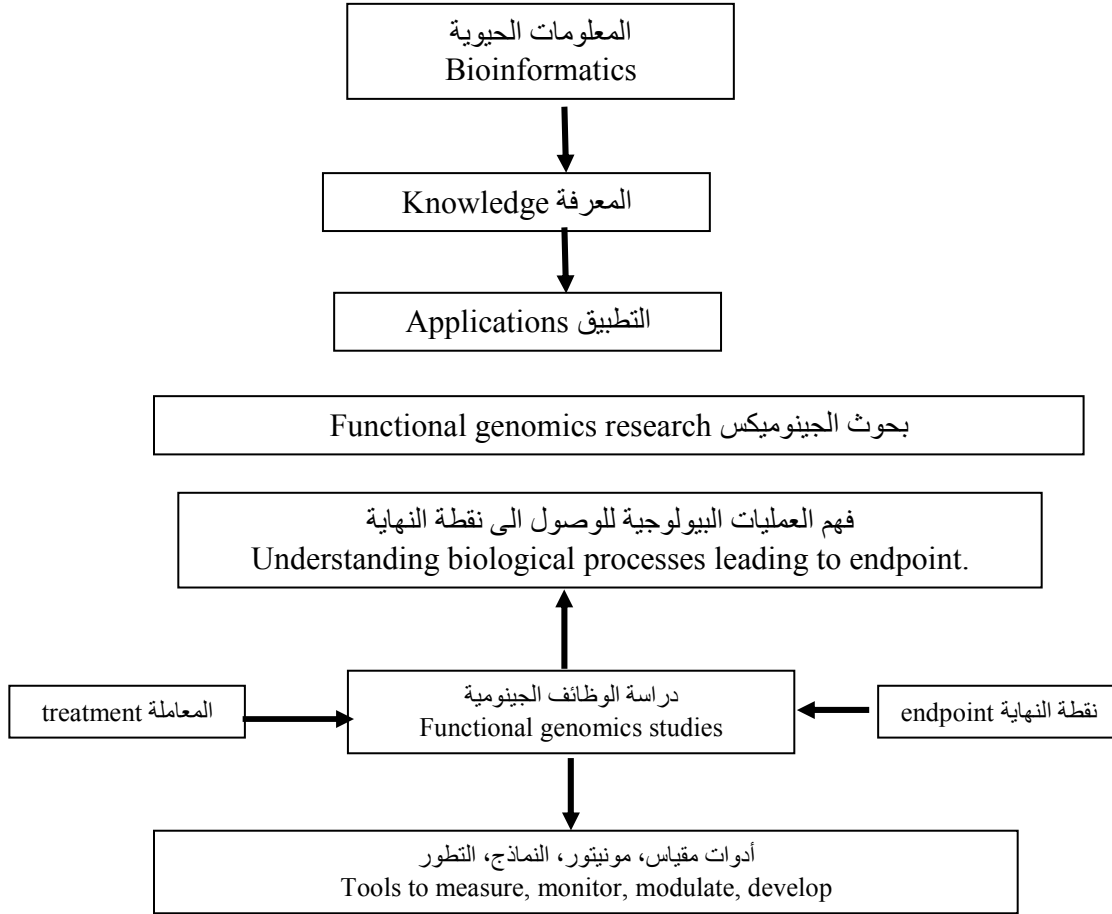 المعلومات الحيوية
Bioinformatics
المعرفة Knowledge
التطبيق Applications
بحوث الجينوميكس Functional genomics research
فهم العمليات البيولوجية للوصول الى نقطة النهاية
Understanding biological processes leading to endpoint.
المعاملة treatment
دراسة الوظائف الجينومية
Functional genomics studies
نقطة النهاية endpoint
أدوات مقياس، مونيتور، النماذج، التطور
Tools to measure, monitor, modulate, develop